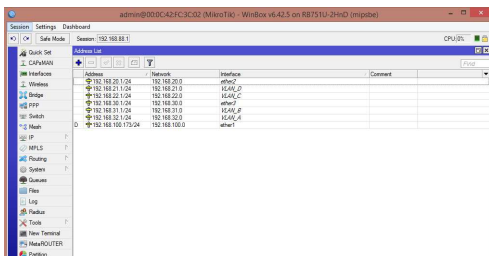 admin@00:0C:42:FC:3C:02 (MikroTik) - WinBox v6.42.5 on RB751U-2HnD (mipsbe)
Session Settings Dashboard
Safe Mode Session: 192.168.88.1 CPU: 0%
Quick Set
CAPsMAN
Interfaces
Wireless
Bridge
PPP
Switch
Mesh
IP
MPLS
Routing
System
Queues
Files
Log
Radius
Tools
New Terminal
MetaROUTER
Partition
Address List
Find
Address Network Interface Comment
192.168.20.1/24 192.168.20.0 ether2
192.168.21.1/24 192.168.21.0 VLAN_D
192.168.22.1/24 192.168.22.0 VLAN_C
192.168.30.1/24 192.168.30.0 ether3
192.168.31.1/24 192.168.31.0 VLAN_B
192.168.32.1/24 192.168.32.0 VLAN_A
D 192.168.100.173/24 192.168.100.0 ether1